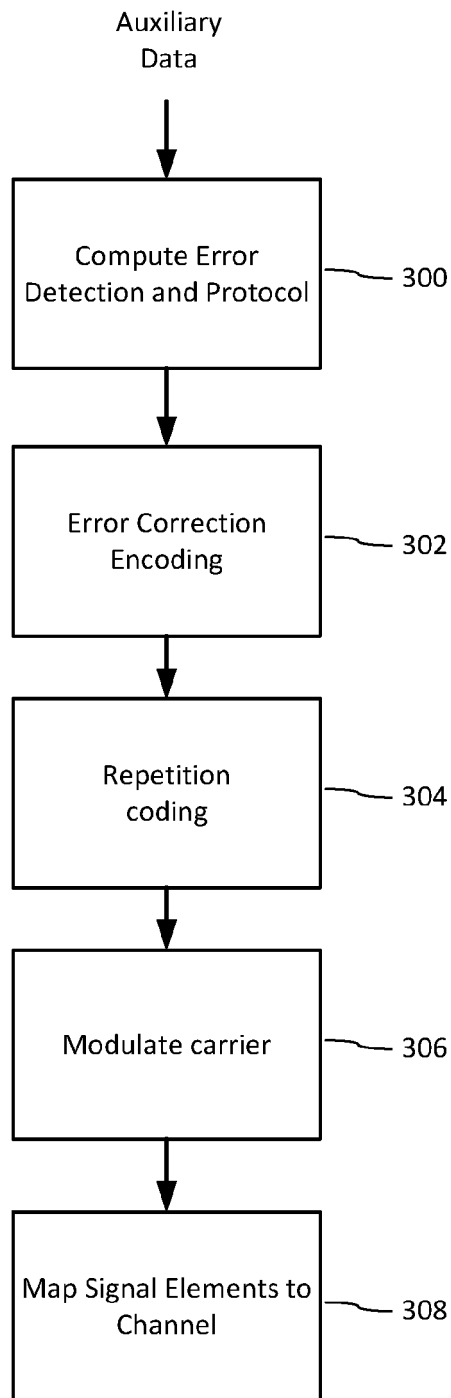 Auxiliary
Data
Compute Error
Detection and Protocol
300
Error Correction
Encoding
302
Repetition
coding
304
Modulate carrier
306
Map Signal Elements to
Channel
308